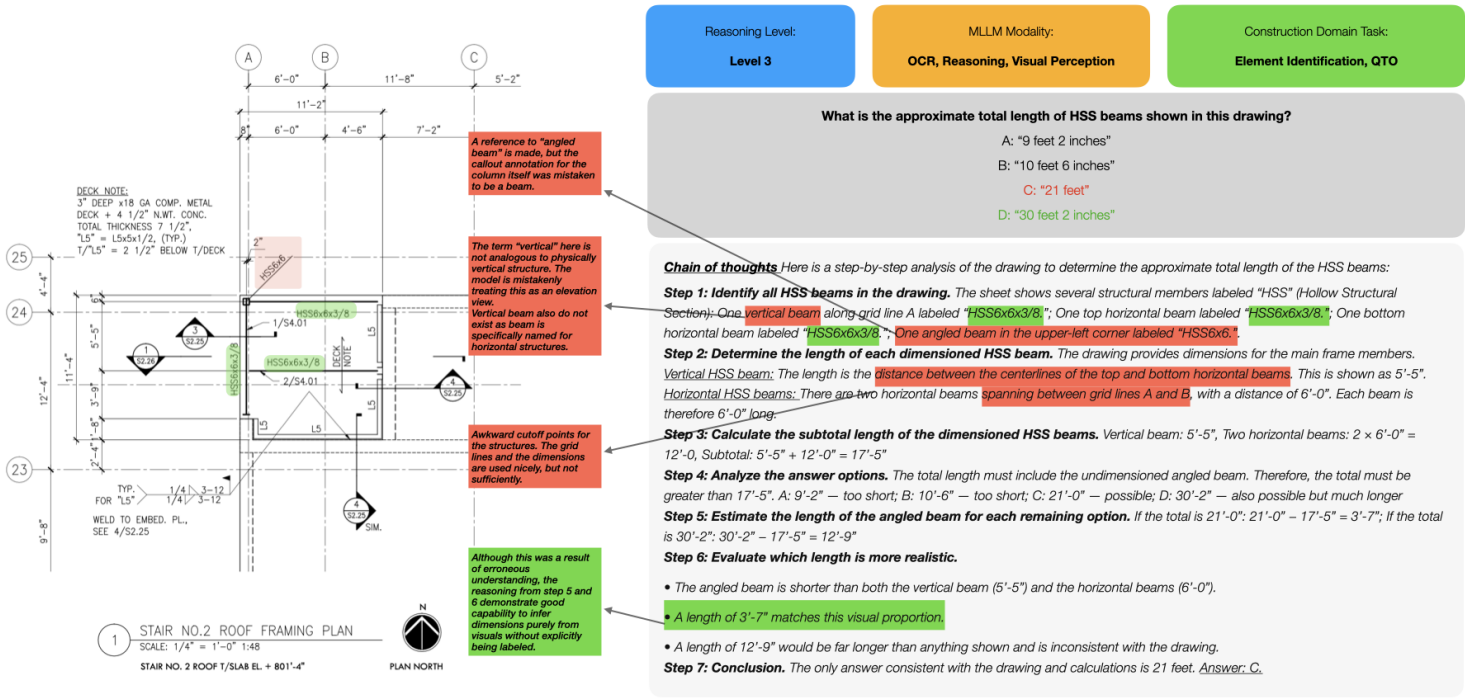 A
B
C
6'-0"
11'-8"
5'-2"
11'-2"
8"
6'-0"
4'-6"
7'-2"
DECK NOTE:
3" DEEP x18 GA COMP. METAL
DECK + 4 1/2" N.WT. CONC.
TOTAL THICKNESS 7 1/2",
"L5" = L5x5x1/2, (TYP.)
T/"L5" = 2 1/2" BELOW T/DECK
2"
HSS6x6
25
4'-4"
24
6"
HSS6x6x3/8
3
S2.25
1/S4.01
L5
5'-5"
1
S2.26
11'-4"
HSS6x6x3/8
HSS6x6x3/8
DECK
NOTE
2/S4.01
4
S2.25
12'-4"
3'-9"
L5
L5
L5
1'-8"
2'-4"
23
TYP.
FOR "L5"
1/4
3-12
1/4
3-12
WELD TO EMBED. PL.,
SEE 4/S2.25
4
S2.25
SIM.
9'-8"
1
STAIR NO.2 ROOF FRAMING PLAN
SCALE: 1/4" = 1'-0" 1:48
STAIR NO. 2 ROOF T/SLAB EL. + 801'-4"
N
PLAN NORTH
A reference to "angled
beam" is made, but the
callout annotation for the
column itself was mistaken
to be a beam.
The term "vertical" here is
not analogous to physically
vertical structure. The
model is mistakenly
treating this as an elevation
view.
Vertical beam also do not
exist as beam is
specifically named for
horizontal structures.
Awkward cutoff points for
the structures. The grid
lines and the dimensions
are used nicely, but not
sufficiently.
Although this was a result
of erroneous
understanding, the
reasoning from step 5 and
6 demonstrate good
capability to infer
dimensions purely from
visuals without explicitly
being labeled.
Reasoning Level:
Level 3
MLLM Modality:
OCR, Reasoning, Visual Perception
Construction Domain Task:
Element Identification, QTO
What is the approximate total length of HSS beams shown in this drawing?
A: "9 feet 2 inches"
B: "10 feet 6 inches"
C: "21 feet"
D: "30 feet 2 inches"
Chain of thoughts Here is a step-by-step analysis of the drawing to determine the approximate total length of the HSS beams:
Step 1: Identify all HSS beams in the drawing. The sheet shows several structural members labeled "HSS" (Hollow Structural
Section): One vertical beam along grid line A labeled "HSS6x6x3/8."; One top horizontal beam labeled "HSS6x6x3/8."; One bottom
horizontal beam labeled "HSS6x6x3/8."; One angled beam in the upper-left corner labeled "HSS6x6.".
Step 2: Determine the length of each dimensioned HSS beam. The drawing provides dimensions for the main frame members.
Vertical HSS beam: The length is the distance between the centerlines of the top and bottom horizontal beams. This is shown as 5'-5".
Horizontal HSS beams: There are two horizontal beams spanning between grid lines A and B, with a distance of 6'-0". Each beam is
therefore 6'-0" long.
Step 3: Calculate the subtotal length of the dimensioned HSS beams. Vertical beam: 5'-5", Two horizontal beams: 2 × 6'-0" =
12'-0, Subtotal: 5'-5" + 12'-0" = 17'-5"
Step 4: Analyze the answer options. The total length must include the undimensioned angled beam. Therefore, the total must be
greater than 17'-5". A: 9'-2" — too short; B: 10'-6" — too short; C: 21'-0" — possible; D: 30'-2" — also possible but much longer
Step 5: Estimate the length of the angled beam for each remaining option. If the total is 21'-0": 21'-0" − 17'-5" = 3'-7"; If the total
is 30'-2": 30'-2" − 17'-5" = 12'-9"
Step 6: Evaluate which length is more realistic.
• The angled beam is shorter than both the vertical beam (5'-5") and the horizontal beams (6'-0").
• A length of 3'-7" matches this visual proportion.
• A length of 12'-9" would be far longer than anything shown and is inconsistent with the drawing.
Step 7: Conclusion. The only answer consistent with the drawing and calculations is 21 feet. Answer: C.